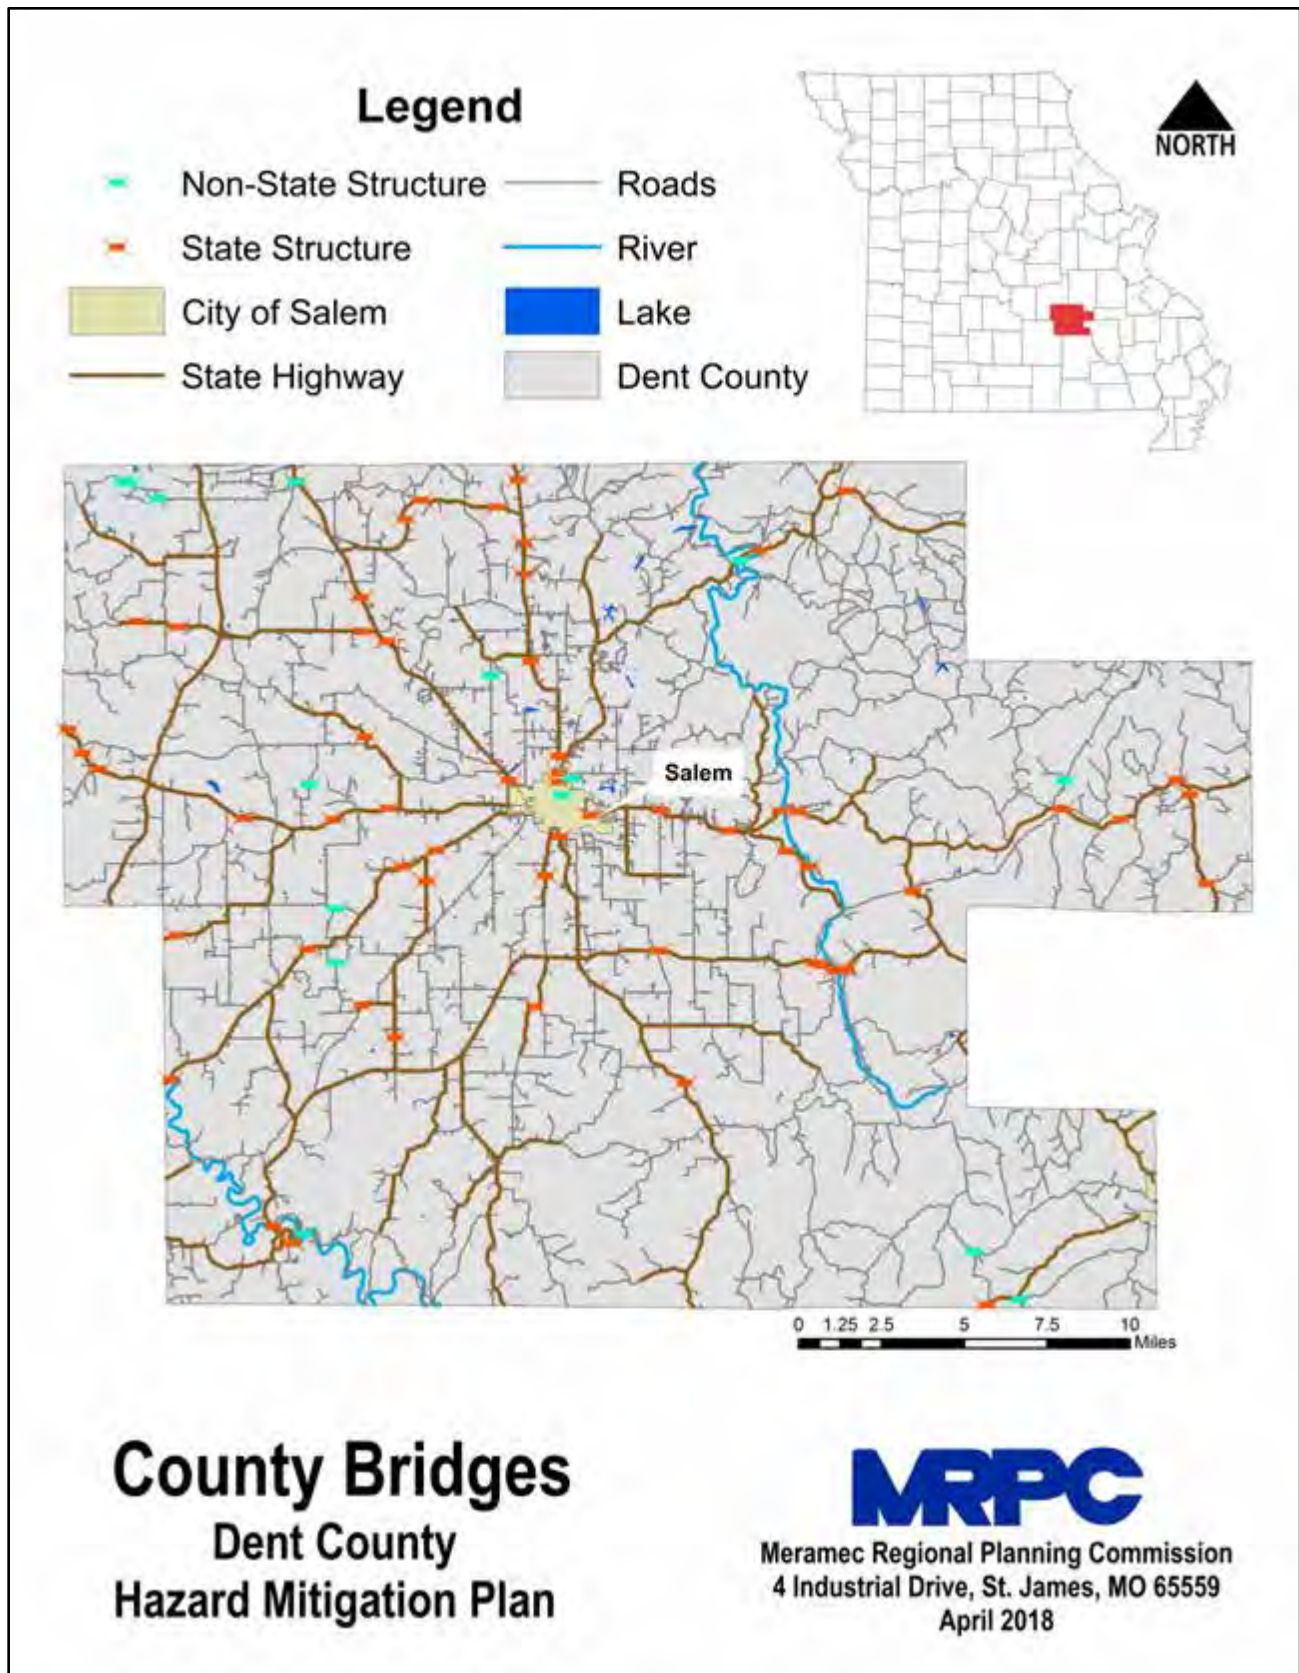 Legend
NORTH
Non-State Structure
Roads
State Structure
River
City of Salem
Lake
State Highway
Dent County
Salem
0 1.25 2.5 5 7.5 10
Miles
County Bridges
Dent County
Hazard Mitigation Plan
MRPC
Meramec Regional Planning Commission
4 Industrial Drive, St. James, MO 65559
April 2018